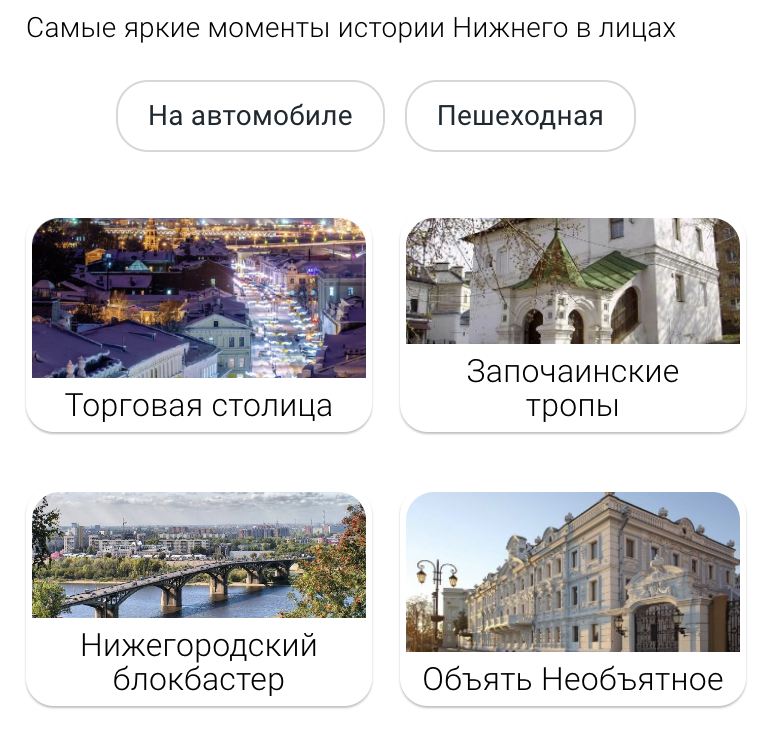 Самые яркие моменты истории Нижнего в лицах
На автомобиле
Пешеходная
Торговая столица
Започаинские
тропы
Нижегородский
блокбастер
Объять Необъятное